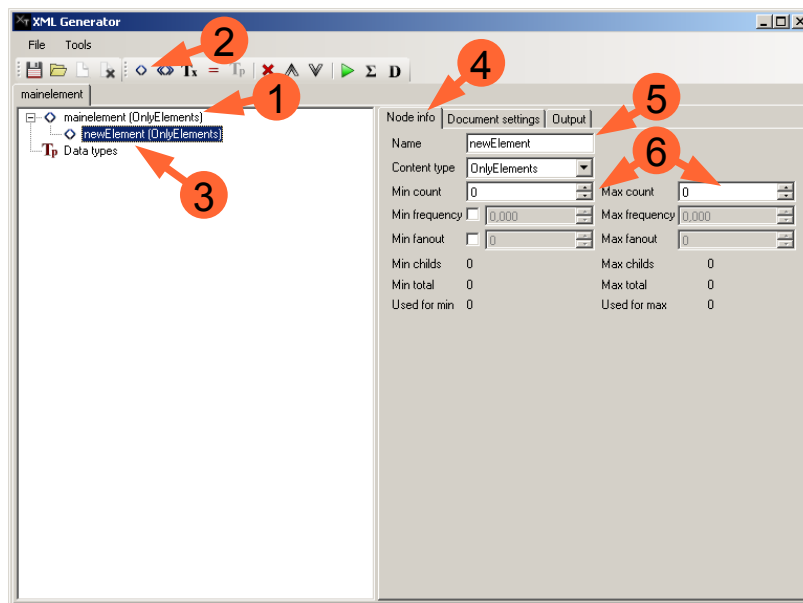 XML Generator
File Tools
2
Tx = Tp Σ D
4
mainelement
1
mainelement (OnlyElements)
newElement (OnlyElements)
Tp Data types
3
Node info Document settings Output
5
Name newElement
Content type OnlyElements
6
Min count 0 Max count 0
Min frequency 0,000 Max frequency 0,000
Min fanout 0 Max fanout 0
Min childs 0 Max childs 0
Min total 0 Max total 0
Used for min 0 Used for max 0